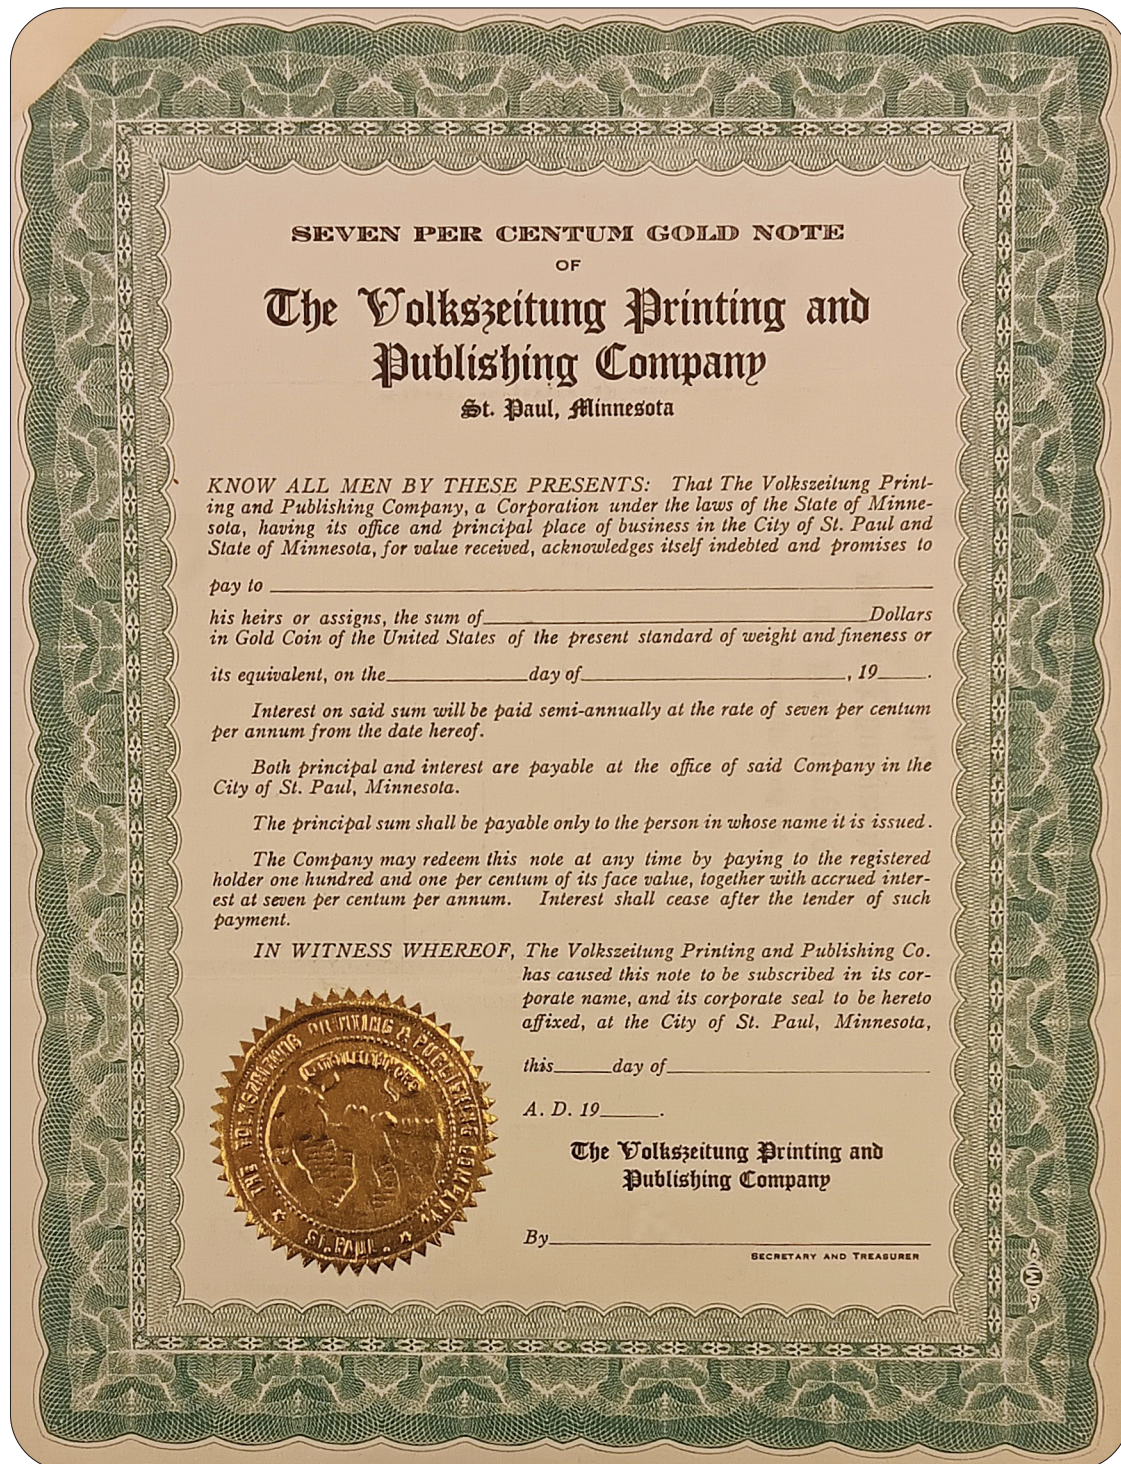 SEVEN PER CENTUM GOLD NOTE
OF
The Volkszeitung Printing and
Publishing Company
St. Paul, Minnesota
KNOW ALL MEN BY THESE PRESENTS: That The Volkszeitung Print-
ing and Publishing Company, a Corporation under the laws of the State of Minne-
sota, having its office and principal place of business in the City of St. Paul and
State of Minnesota, for value received, acknowledges itself indebted and promises to
pay to
his heirs or assigns, the sum of Dollars
in Gold Coin of the United States of the present standard of weight and fineness or
its equivalent, on the day of , 19 .
Interest on said sum will be paid semi-annually at the rate of seven per centum
per annum from the date hereof.
Both principal and interest are payable at the office of said Company in the
City of St. Paul, Minnesota.
The principal sum shall be payable only to the person in whose name it is issued.
The Company may redeem this note at any time by paying to the registered
holder one hundred and one per centum of its face value, together with accrued inter-
est at seven per centum per annum. Interest shall cease after the tender of such
payment.
IN WITNESS WHEREOF, The Volkszeitung Printing and Publishing Co.
has caused this note to be subscribed in its cor-
porate name, and its corporate seal to be hereto
affixed, at the City of St. Paul, Minnesota,
this day of
A. D. 19 .
The Volkszeitung Printing and
Publishing Company
By
SECRETARY AND TREASURER
THE VOLKSZEITUNG PRINTING & PUBLISHING COMPANY
ST. PAUL.
M